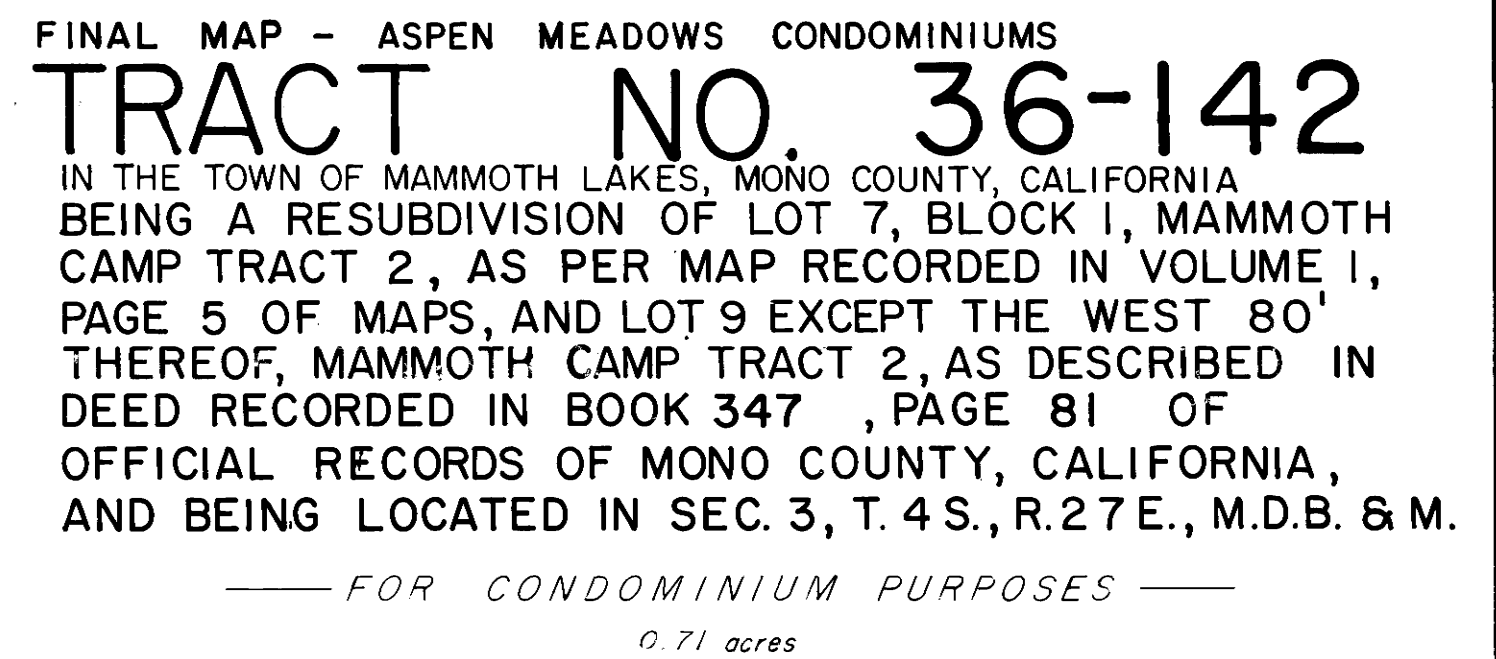 FINAL MAP - ASPEN MEADOWS CONDOMINIUMS
TRACT NO. 36-142
IN THE TOWN OF MAMMOTH LAKES, MONO COUNTY, CALIFORNIA
BEING A RESUBDIVISION OF LOT 7, BLOCK 1, MAMMOTH
CAMP TRACT 2, AS PER MAP RECORDED IN VOLUME 1,
PAGE 5 OF MAPS, AND LOT 9 EXCEPT THE WEST 80'
THEREOF, MAMMOTH CAMP TRACT 2, AS DESCRIBED IN
DEED RECORDED IN BOOK 347 , PAGE 81 OF
OFFICIAL RECORDS OF MONO COUNTY, CALIFORNIA,
AND BEING LOCATED IN SEC. 3, T. 4 S., R. 27 E., M.D.B. & M.
FOR CONDOMINIUM PURPOSES
0.71 acres